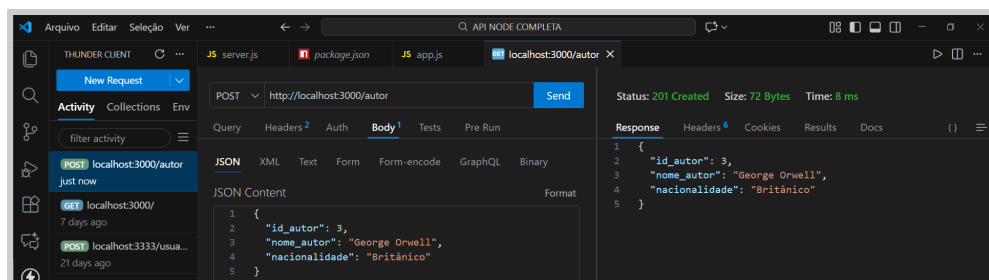 Arquivo Editar Seleção Ver ··· API NODE COMPLETA
THUNDER CLIENT ···
JS server.js package.json JS app.js GET localhost:3000/autor ···
New Request
Activity Collections Env
filter activity
POST localhost:3000/autor
just now
GET localhost:3000/
7 days ago
POST localhost:3333/usua...
21 days ago
POST http://localhost:3000/autor Send
Query Headers 2 Auth Body 1 Tests Pre Run
JSON XML Text Form Form-encode GraphQL Binary
JSON Content Format
1 {
2 "id_autor": 3,
3 "nome_autor": "George Orwell",
4 "nacionalidade": "Britânico"
5 }
Status: 201 Created Size: 72 Bytes Time: 8 ms
Response Headers 6 Cookies Results Docs { }
1 {
2 "id_autor": 3,
3 "nome_autor": "George Orwell",
4 "nacionalidade": "Britânico"
5 }